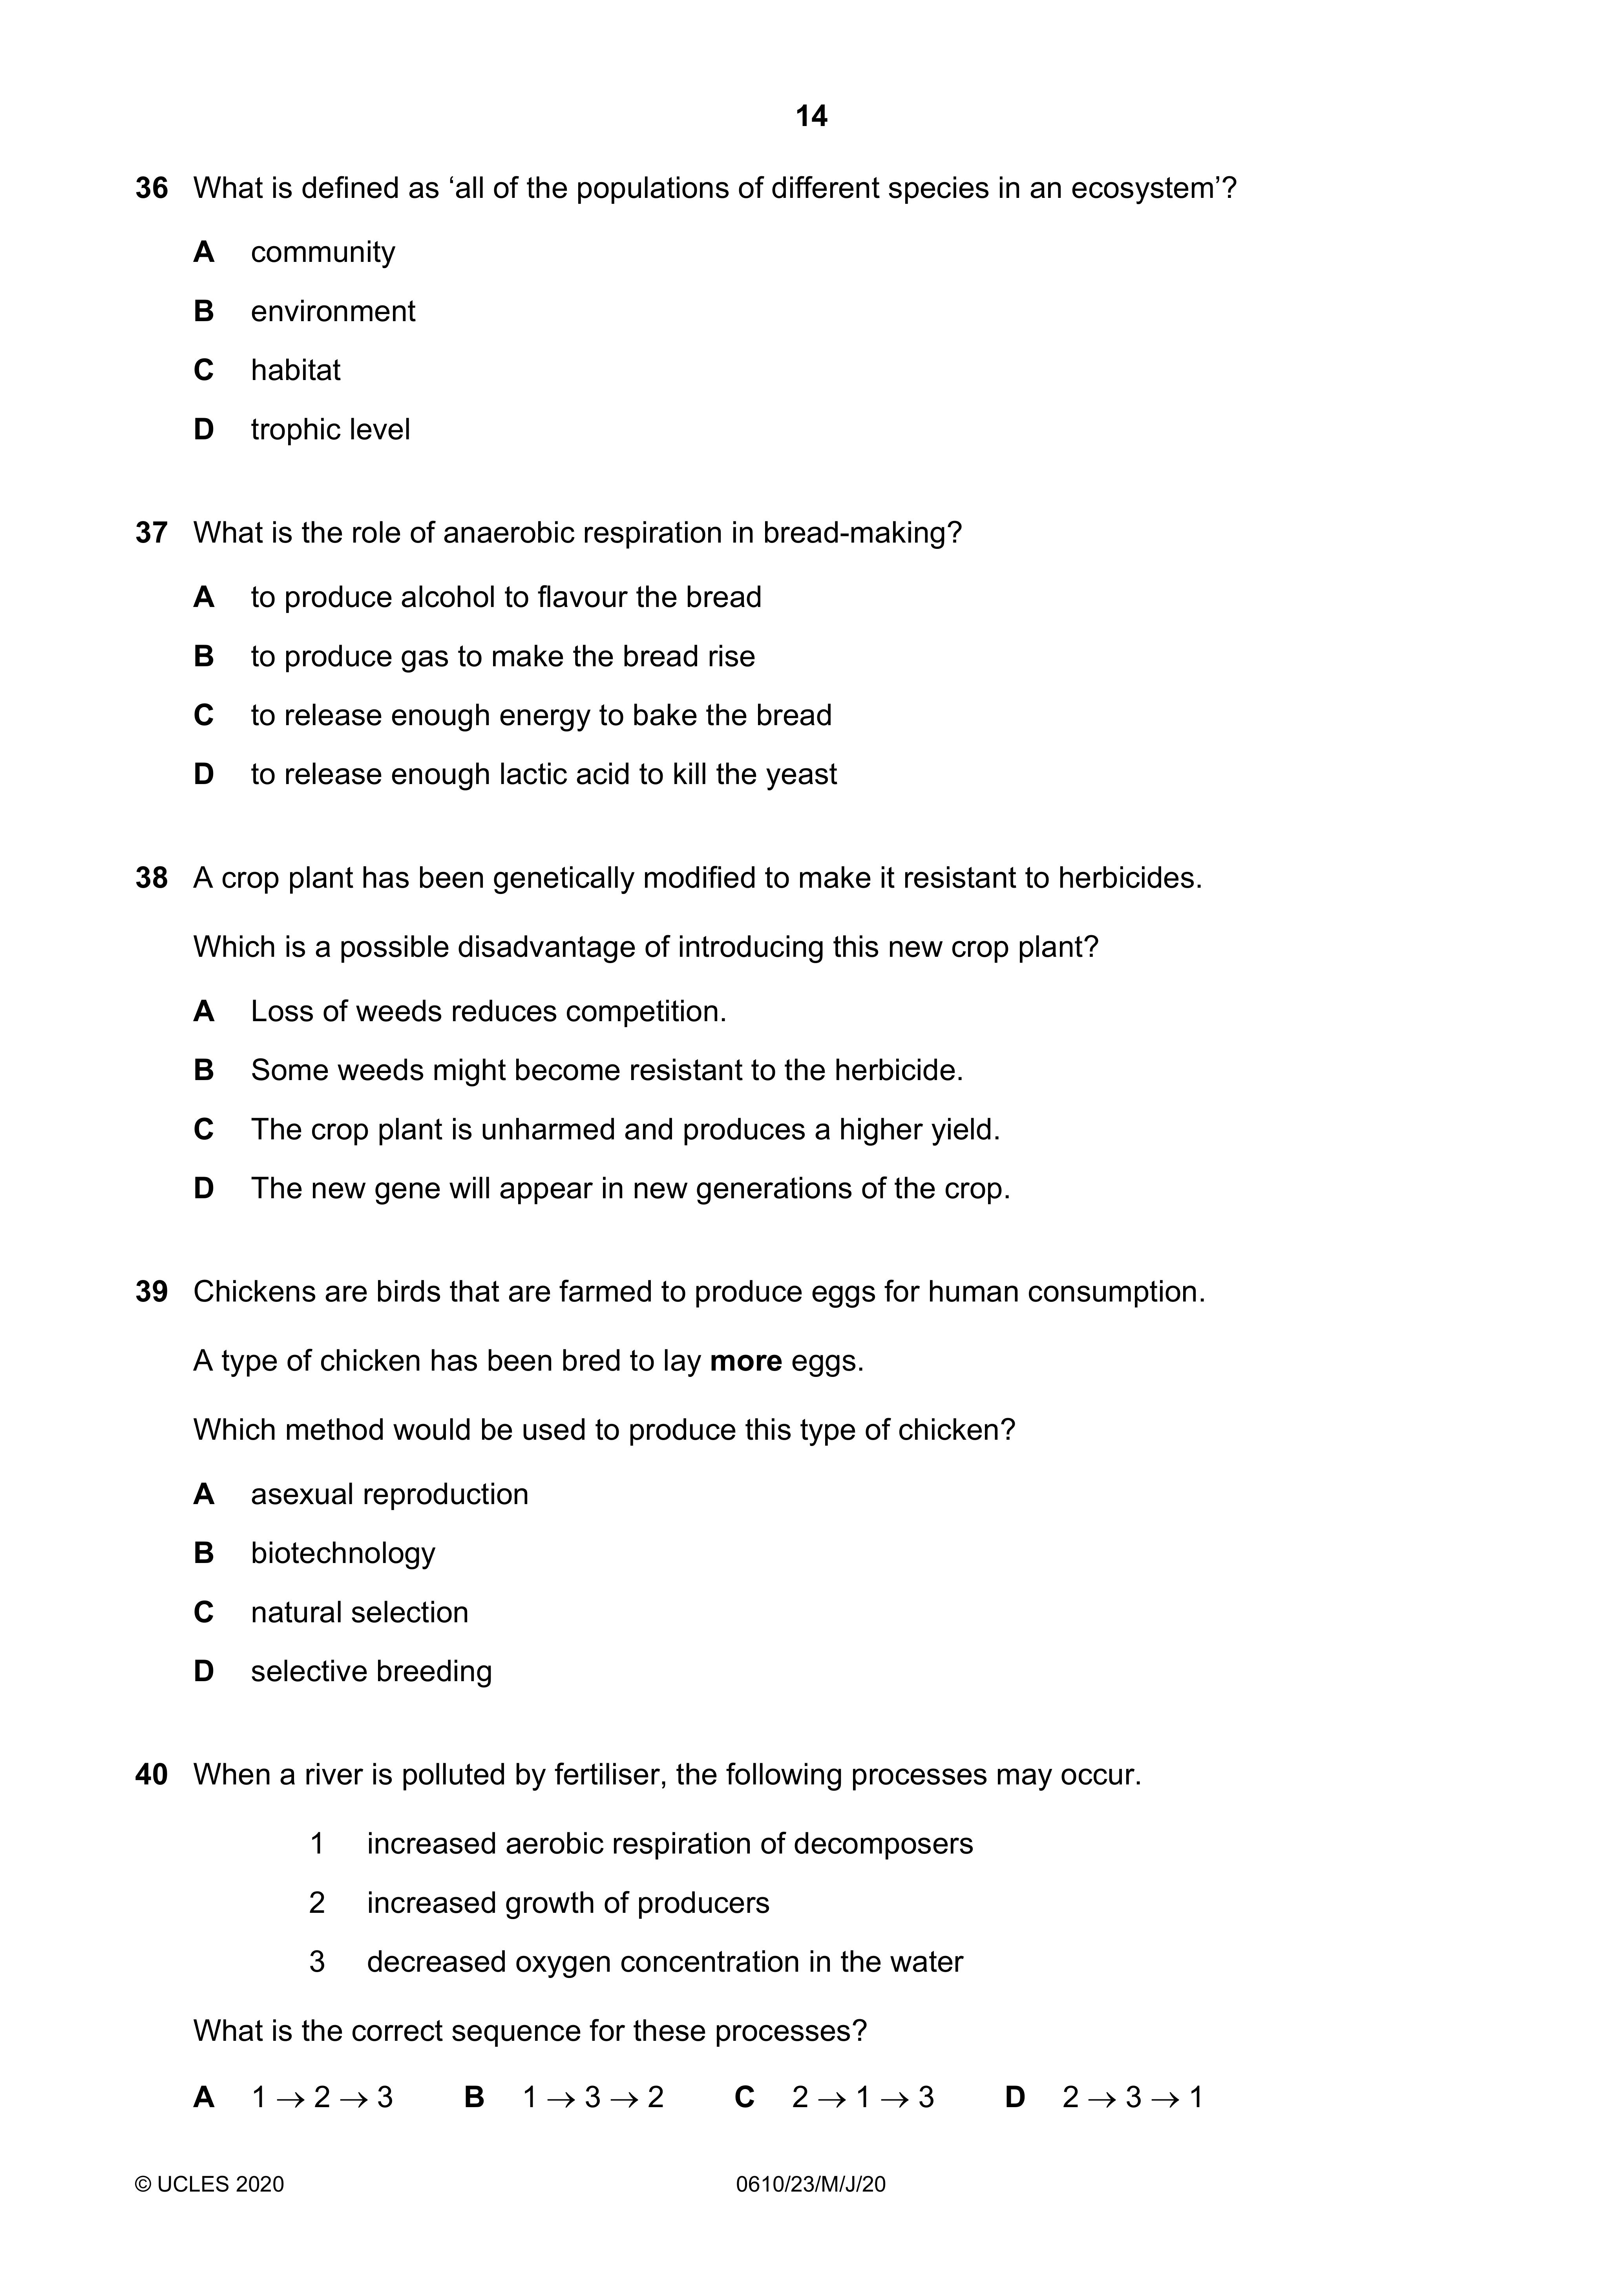 14
36 What is defined as ‘all of the populations of different species in an ecosystem’?
A community
B environment
C habitat
D trophic level
37 What is the role of anaerobic respiration in bread-making?
A to produce alcohol to flavour the bread
B to produce gas to make the bread rise
C to release enough energy to bake the bread
D to release enough lactic acid to kill the yeast
38 A crop plant has been genetically modified to make it resistant to herbicides.
Which is a possible disadvantage of introducing this new crop plant?
A Loss of weeds reduces competition.
B Some weeds might become resistant to the herbicide.
C The crop plant is unharmed and produces a higher yield.
D The new gene will appear in new generations of the crop.
39 Chickens are birds that are farmed to produce eggs for human consumption.
A type of chicken has been bred to lay more eggs.
Which method would be used to produce this type of chicken?
A asexual reproduction
B biotechnology
C natural selection
D selective breeding
40 When a river is polluted by fertiliser, the following processes may occur.
1 increased aerobic respiration of decomposers
2 increased growth of producers
3 decreased oxygen concentration in the water
What is the correct sequence for these processes?
A 1 → 2 → 3 B 1 → 3 → 2 C 2 → 1 → 3 D 2 → 3 → 1
© UCLES 2020 0610/23/M/J/20